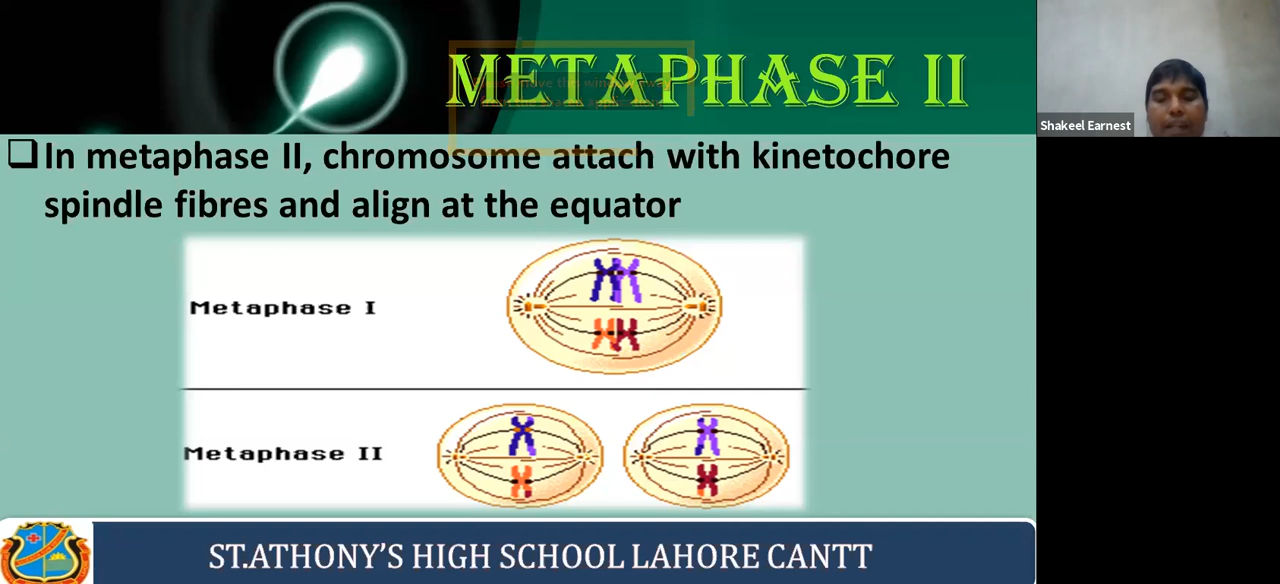 METAPHASE II
Shakeel Earnest
In metaphase II, chromosome attach with kinetochore
spindle fibres and align at the equator
Metaphase I
Metaphase II
ST.ATHONY'S HIGH SCHOOL LAHORE CANTT